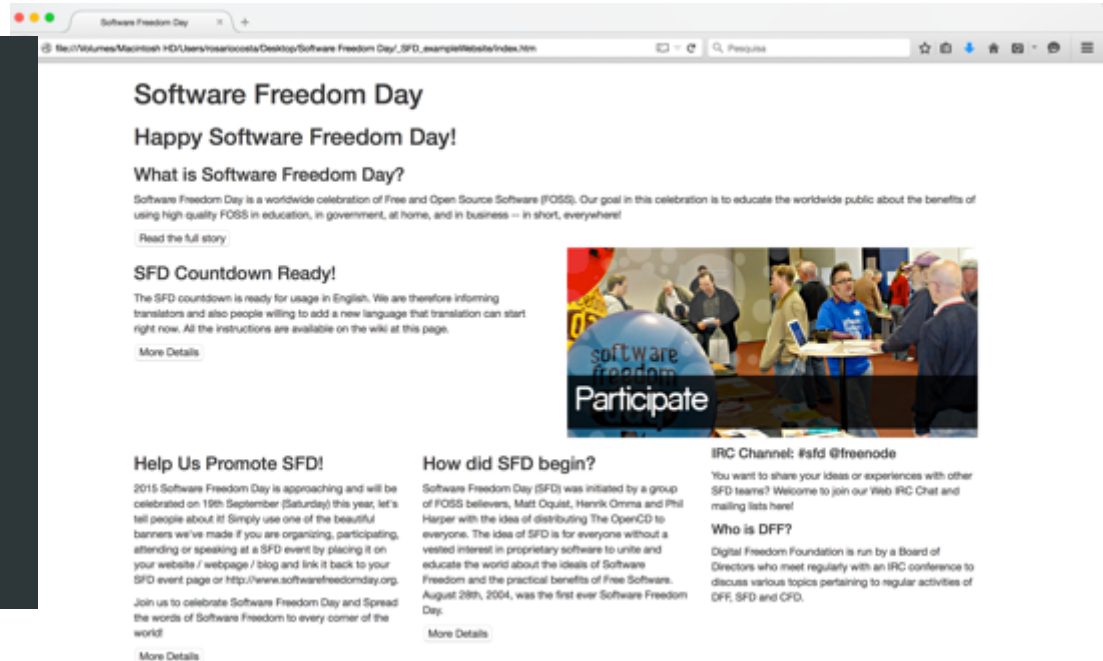 Software Freedom Day
file:///Volumes/Macintosh HD/Users/rosariocosta/Desktop/Software Freedom Day/_SFD_exampleWebsite/index.htm
Pesquisa
Software Freedom Day
Happy Software Freedom Day!
What is Software Freedom Day?
Software Freedom Day is a worldwide celebration of Free and Open Source Software (FOSS). Our goal in this celebration is to educate the worldwide public about the benefits of
using high quality FOSS in education, in government, at home, and in business -- in short, everywhere!
Read the full story
SFD Countdown Ready!
The SFD countdown is ready for usage in English. We are therefore informing
translators and also people willing to add a new language that translation can start
right now. All the instructions are available on the wiki at this page.
More Details
software
freedom
Participate
Help Us Promote SFD!
2015 Software Freedom Day is approaching and will be
celebrated on 19th September (Saturday) this year, let's
tell people about it! Simply use one of the beautiful
banners we've made if you are organizing, participating,
attending or speaking at a SFD event by placing it on
your website / webpage / blog and link it back to your
SFD event page or http://www.softwarefreedomday.org.
Join us to celebrate Software Freedom Day and Spread
the words of Software Freedom to every corner of the
world!
More Details
How did SFD begin?
Software Freedom Day (SFD) was initiated by a group
of FOSS believers, Matt Oquist, Henrik Omma and Phil
Harper with the idea of distributing The OpenCD to
everyone. The idea of SFD is for everyone without a
vested interest in proprietary software to unite and
educate the world about the ideals of Software
Freedom and the practical benefits of Free Software.
August 28th, 2004, was the first ever Software Freedom
Day.
More Details
IRC Channel: #sfd @freenode
You want to share your ideas or experiences with other
SFD teams? Welcome to join our Web IRC Chat and
mailing lists here!
Who is DFF?
Digital Freedom Foundation is run by a Board of
Directors who meet regularly with an IRC conference to
discuss various topics pertaining to regular activities of
DFF, SFD and CFD.